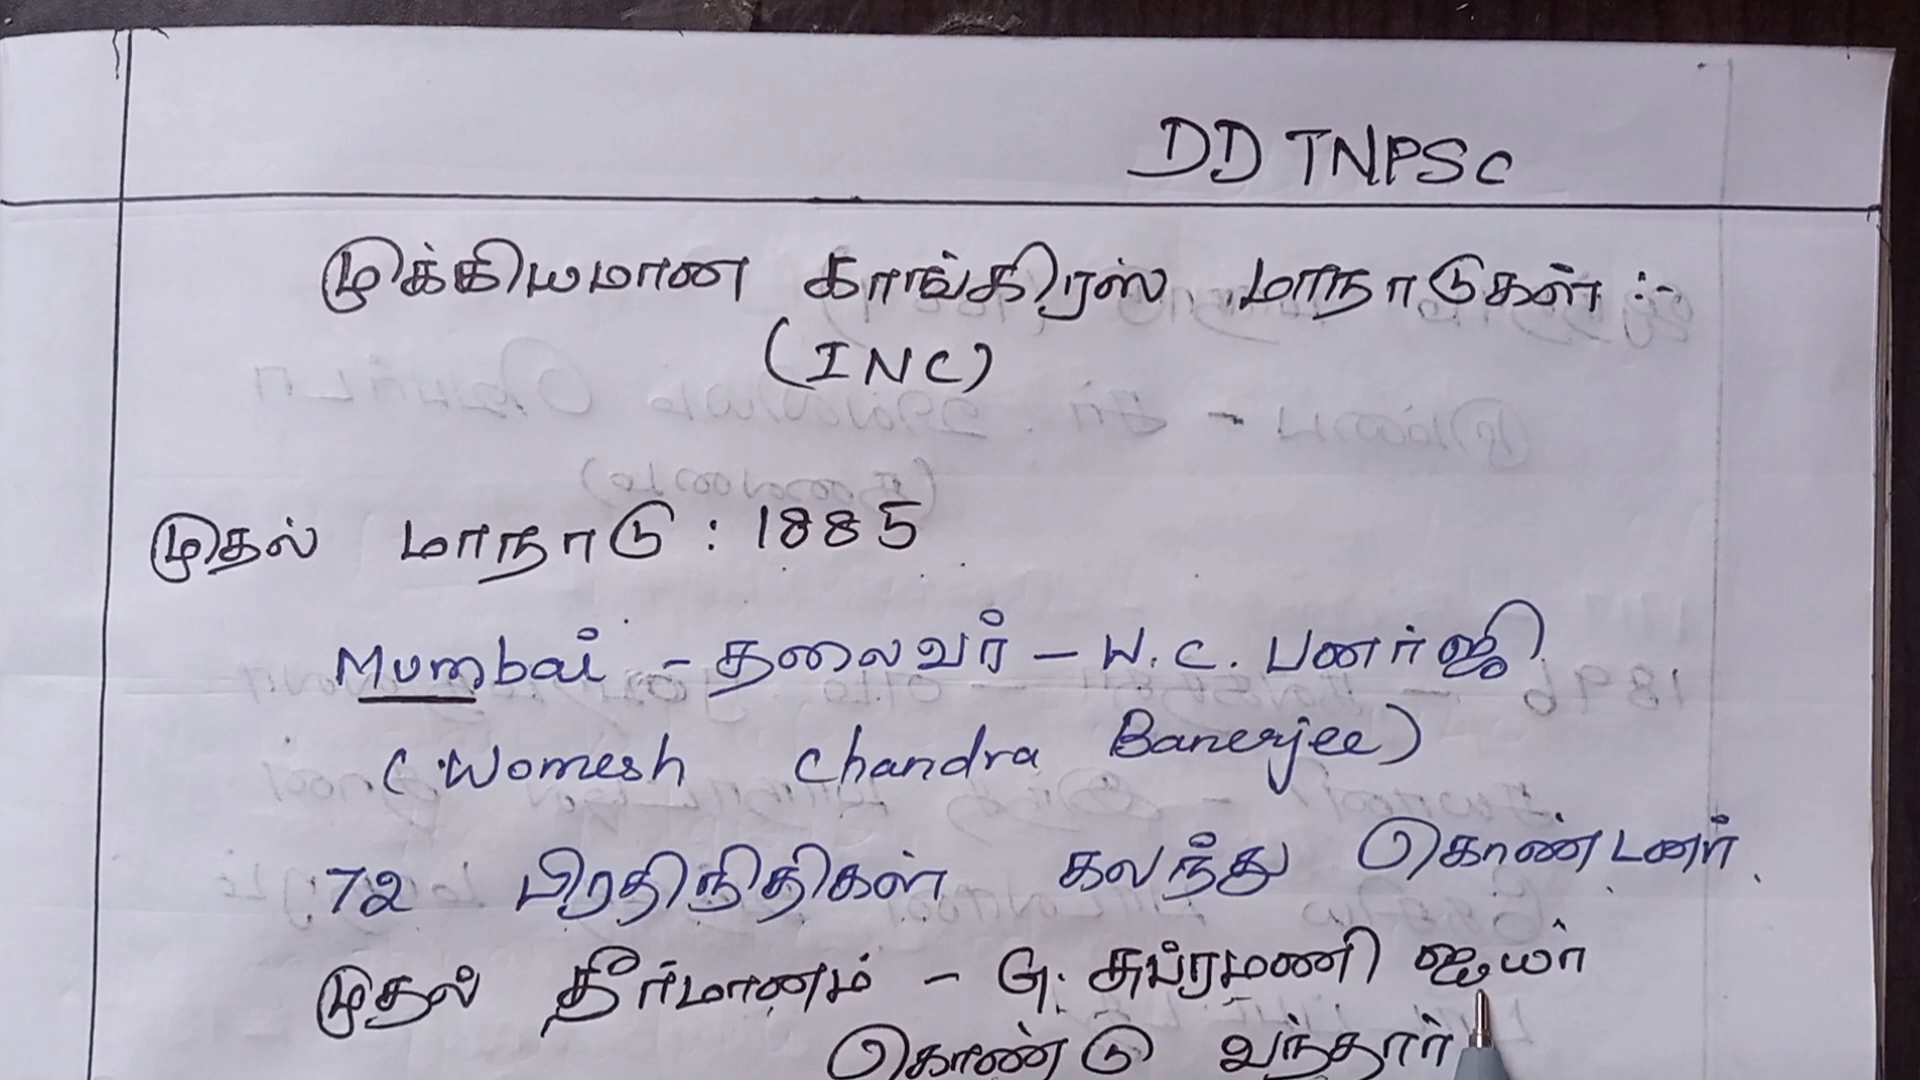 DD TNPSC
முக்கியமான காங்கிரஸ் மாநாடுகள் :-
(INC)
முதல் மாநாடு : 1885
Mumbai - தலைவர் - W.C. பனர்ஜி
(Womesh Chandra Banerjee)
72 பிரதிநிதிகள் கலந்து கொண்டனர்.
முதல் தீர்மானம் - G. சுப்ரமணி ஐயர்
கொண்டு வந்தார்